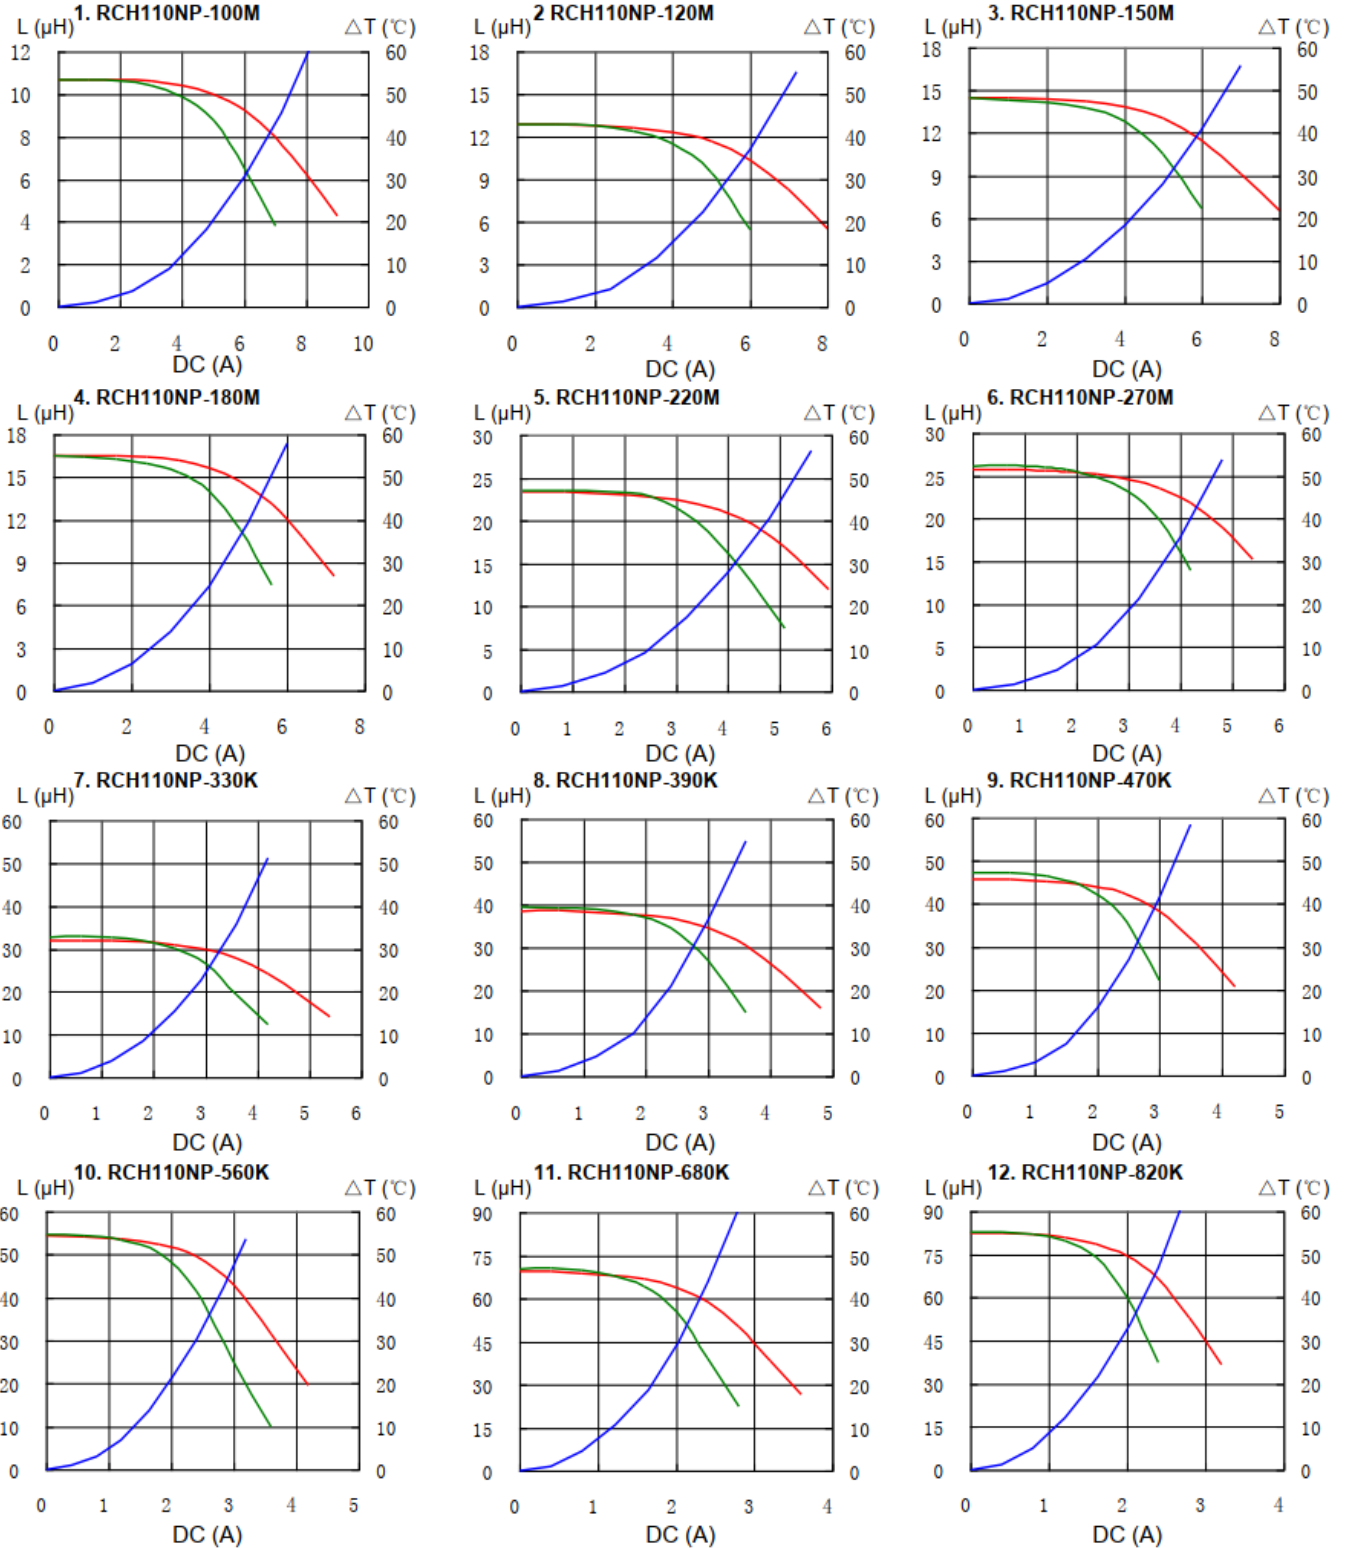 1. RCH110NP-100M
L (µH)
△T (℃)
12
10
8
6
4
2
0
60
50
40
30
20
10
0
0 2 4 6 8 10
DC (A)
2 RCH110NP-120M
L (µH)
△T (℃)
18
15
12
9
6
3
0
60
50
40
30
20
10
0
0 2 4 6 8
DC (A)
3. RCH110NP-150M
L (µH)
△T (℃)
18
15
12
9
6
3
0
60
50
40
30
20
10
0
0 2 4 6 8
DC (A)
4. RCH110NP-180M
L (µH)
△T (℃)
18
15
12
9
6
3
0
60
50
40
30
20
10
0
0 2 4 6 8
DC (A)
5. RCH110NP-220M
L (µH)
△T (℃)
30
25
20
15
10
5
0
60
50
40
30
20
10
0
0 1 2 3 4 5 6
DC (A)
6. RCH110NP-270M
L (µH)
△T (℃)
30
25
20
15
10
5
0
60
50
40
30
20
10
0
0 1 2 3 4 5 6
DC (A)
7. RCH110NP-330K
L (µH)
△T (℃)
60
50
40
30
20
10
0
60
50
40
30
20
10
0
0 1 2 3 4 5 6
DC (A)
8. RCH110NP-390K
L (µH)
△T (℃)
60
50
40
30
20
10
0
60
50
40
30
20
10
0
0 1 2 3 4 5
DC (A)
9. RCH110NP-470K
L (µH)
△T (℃)
60
50
40
30
20
10
0
60
50
40
30
20
10
0
0 1 2 3 4 5
DC (A)
10. RCH110NP-560K
L (µH)
△T (℃)
60
50
40
30
20
10
0
60
50
40
30
20
10
0
0 1 2 3 4 5
DC (A)
11. RCH110NP-680K
L (µH)
△T (℃)
90
75
60
45
30
15
0
60
50
40
30
20
10
0
0 1 2 3 4
DC (A)
12. RCH110NP-820K
L (µH)
△T (℃)
90
75
60
45
30
15
0
60
50
40
30
20
10
0
0 1 2 3 4
DC (A)